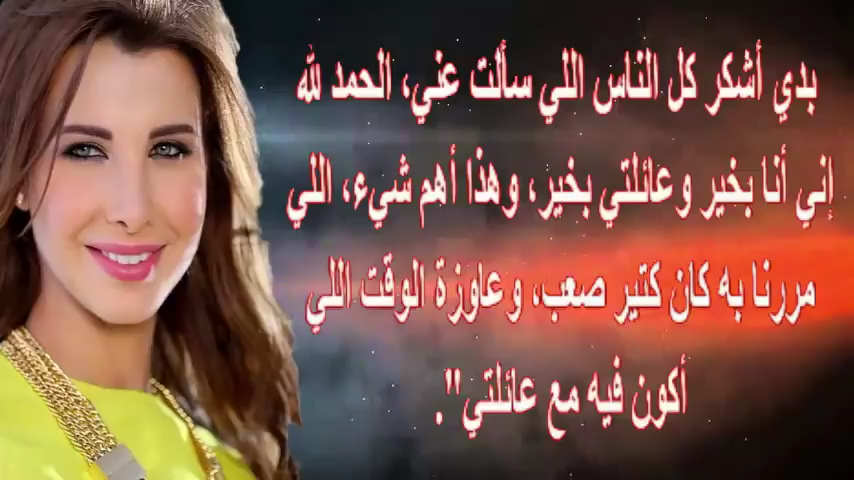 بدي أشكر كل الناس اللي سألت عني، الحمد لله
إني أنا بخير وعائلتي بخير، وهذا أهم شيء، اللي
مررنا به كان كتير صعب، وعاوزة الوقت اللي
أكون فيه مع عائلتي".